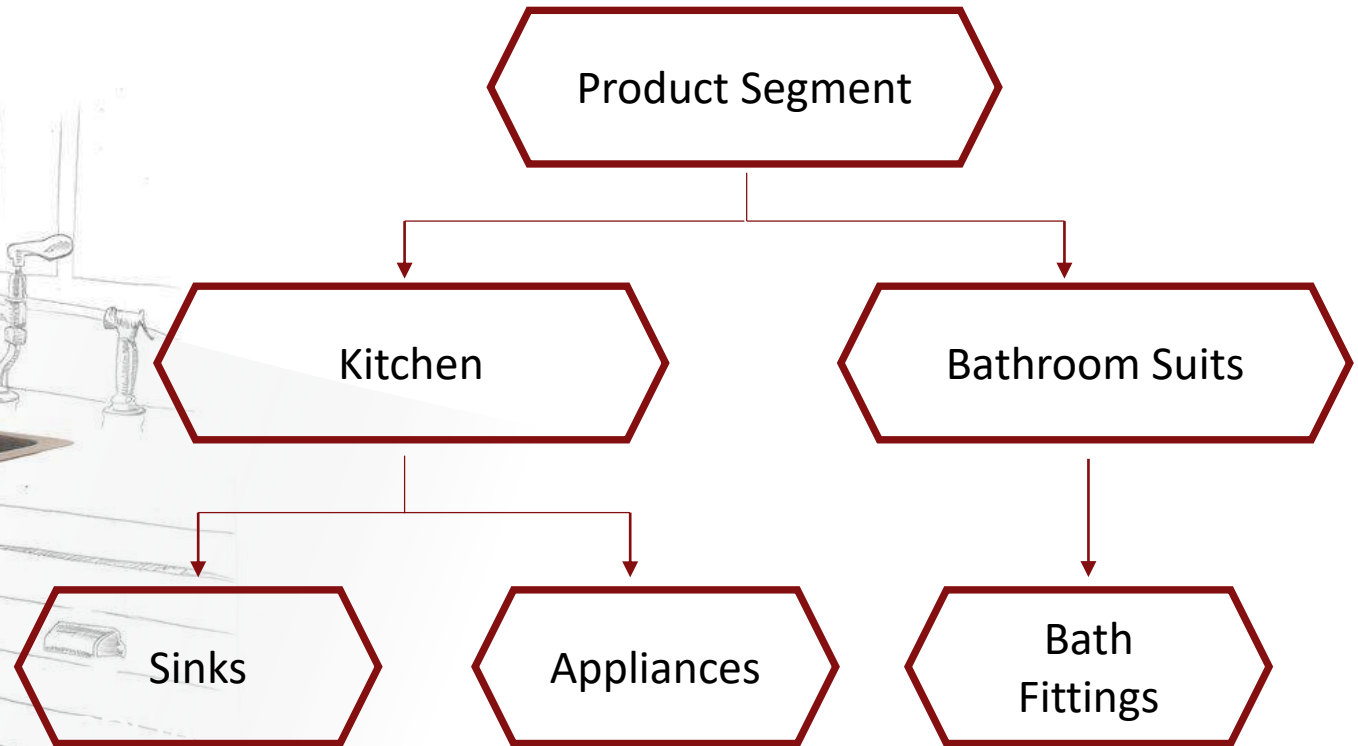 Product Segment
Kitchen
Bathroom Suits
Sinks
Appliances
Bath
Fittings